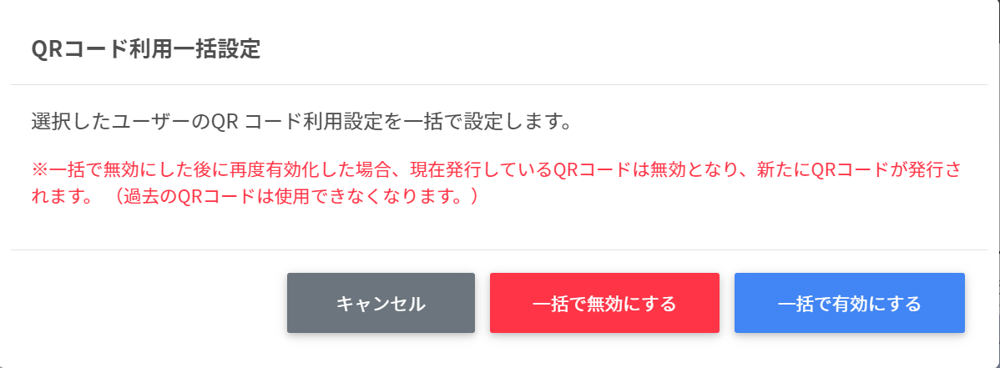 QRコード利用一括設定
選択したユーザーのQR コード利用設定を一括で設定します。
※一括で無効にした後に再度有効化した場合、現在発行しているQRコードは無効となり、新たにQRコードが発行さ
れます。 （過去のQRコードは使用できなくなります。）
キャンセル
一括で無効にする
一括で有効にする